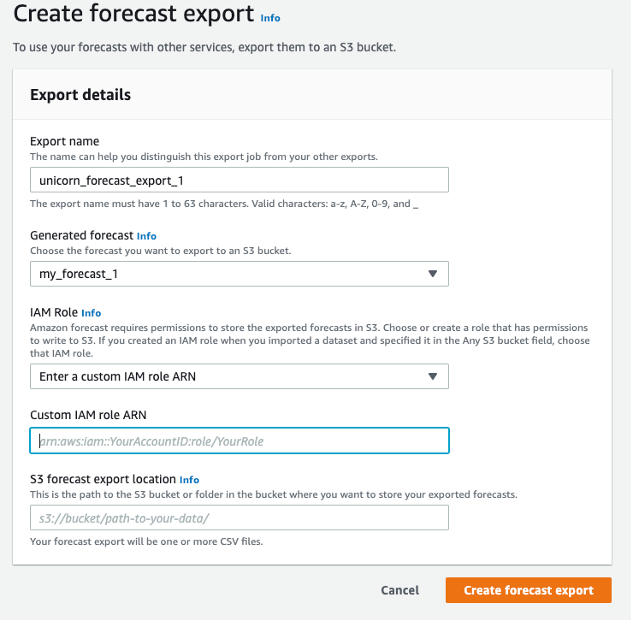 Create forecast export Info
To use your forecasts with other services, export them to an S3 bucket.
Export details
Export name
The name can help you distinguish this export job from your other exports.
unicorn_forecast_export_1
The export name must have 1 to 63 characters. Valid characters: a-z, A-Z, 0-9, and _
Generated forecast Info
Choose the forecast you want to export to an S3 bucket.
my_forecast_1
IAM Role Info
Amazon forecast requires permissions to store the exported forecasts in S3. Choose or create a role that has permissions
to write to S3. If you created an IAM role when you imported a dataset and specified it in the Any S3 bucket field, choose
that IAM role.
Enter a custom IAM role ARN
Custom IAM role ARN
arn:aws:iam::YourAccountID:role/YourRole
S3 forecast export location Info
This is the path to the S3 bucket or folder in the bucket where you want to store your exported forecasts.
s3://bucket/path-to-your-data/
Your forecast export will be one or more CSV files.
Cancel Create forecast export